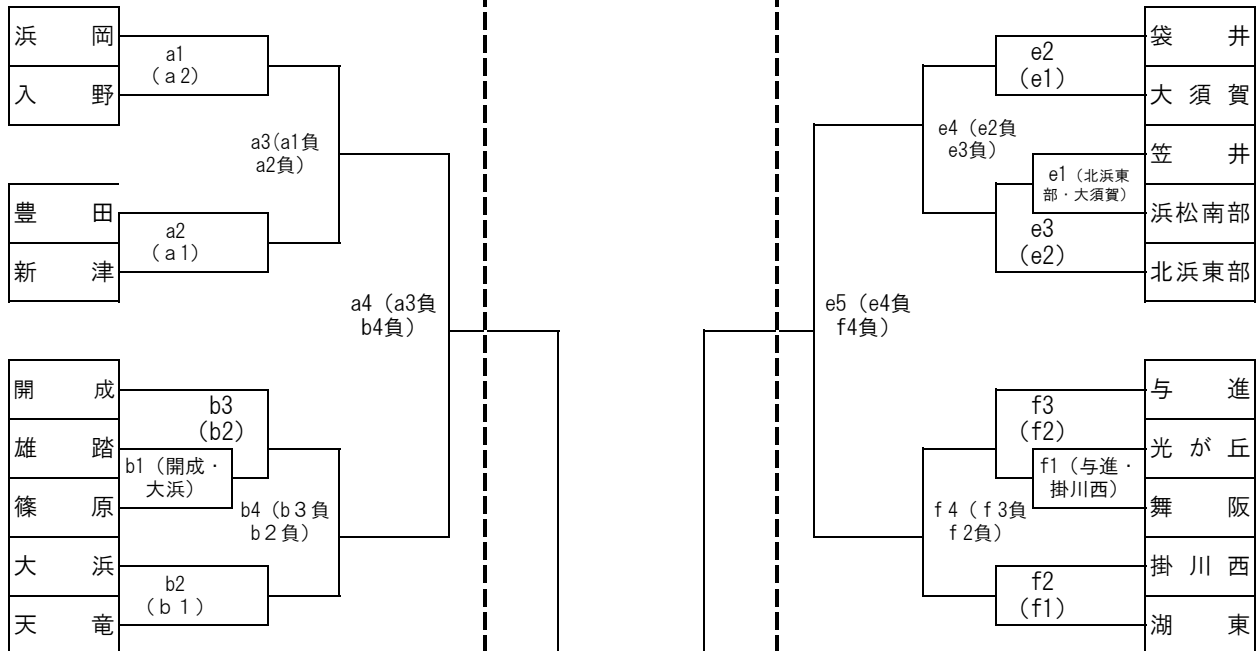 浜岡
a1
(a2)
入野
a3(a1負
a2負)
豊田
a2
(a1)
新津
a4 (a3負
b4負)
開成
b3
(b2)
雄踏
b1 (開成・
大浜)
篠原
b4 (b３負
b２負)
大浜
b2
(b１)
天竜
袋井
e2
(e1)
大須賀
e4 (e2負
e3負)
笠井
e1 (北浜東
部・大須賀)
浜松南部
e3
(e2)
北浜東部
e5 (e4負
f4負)
与進
f3
(f2)
光が丘
f1 (与進・
掛川西)
舞阪
f4 (f3負
f2負)
掛川西
f2
(f1)
湖東